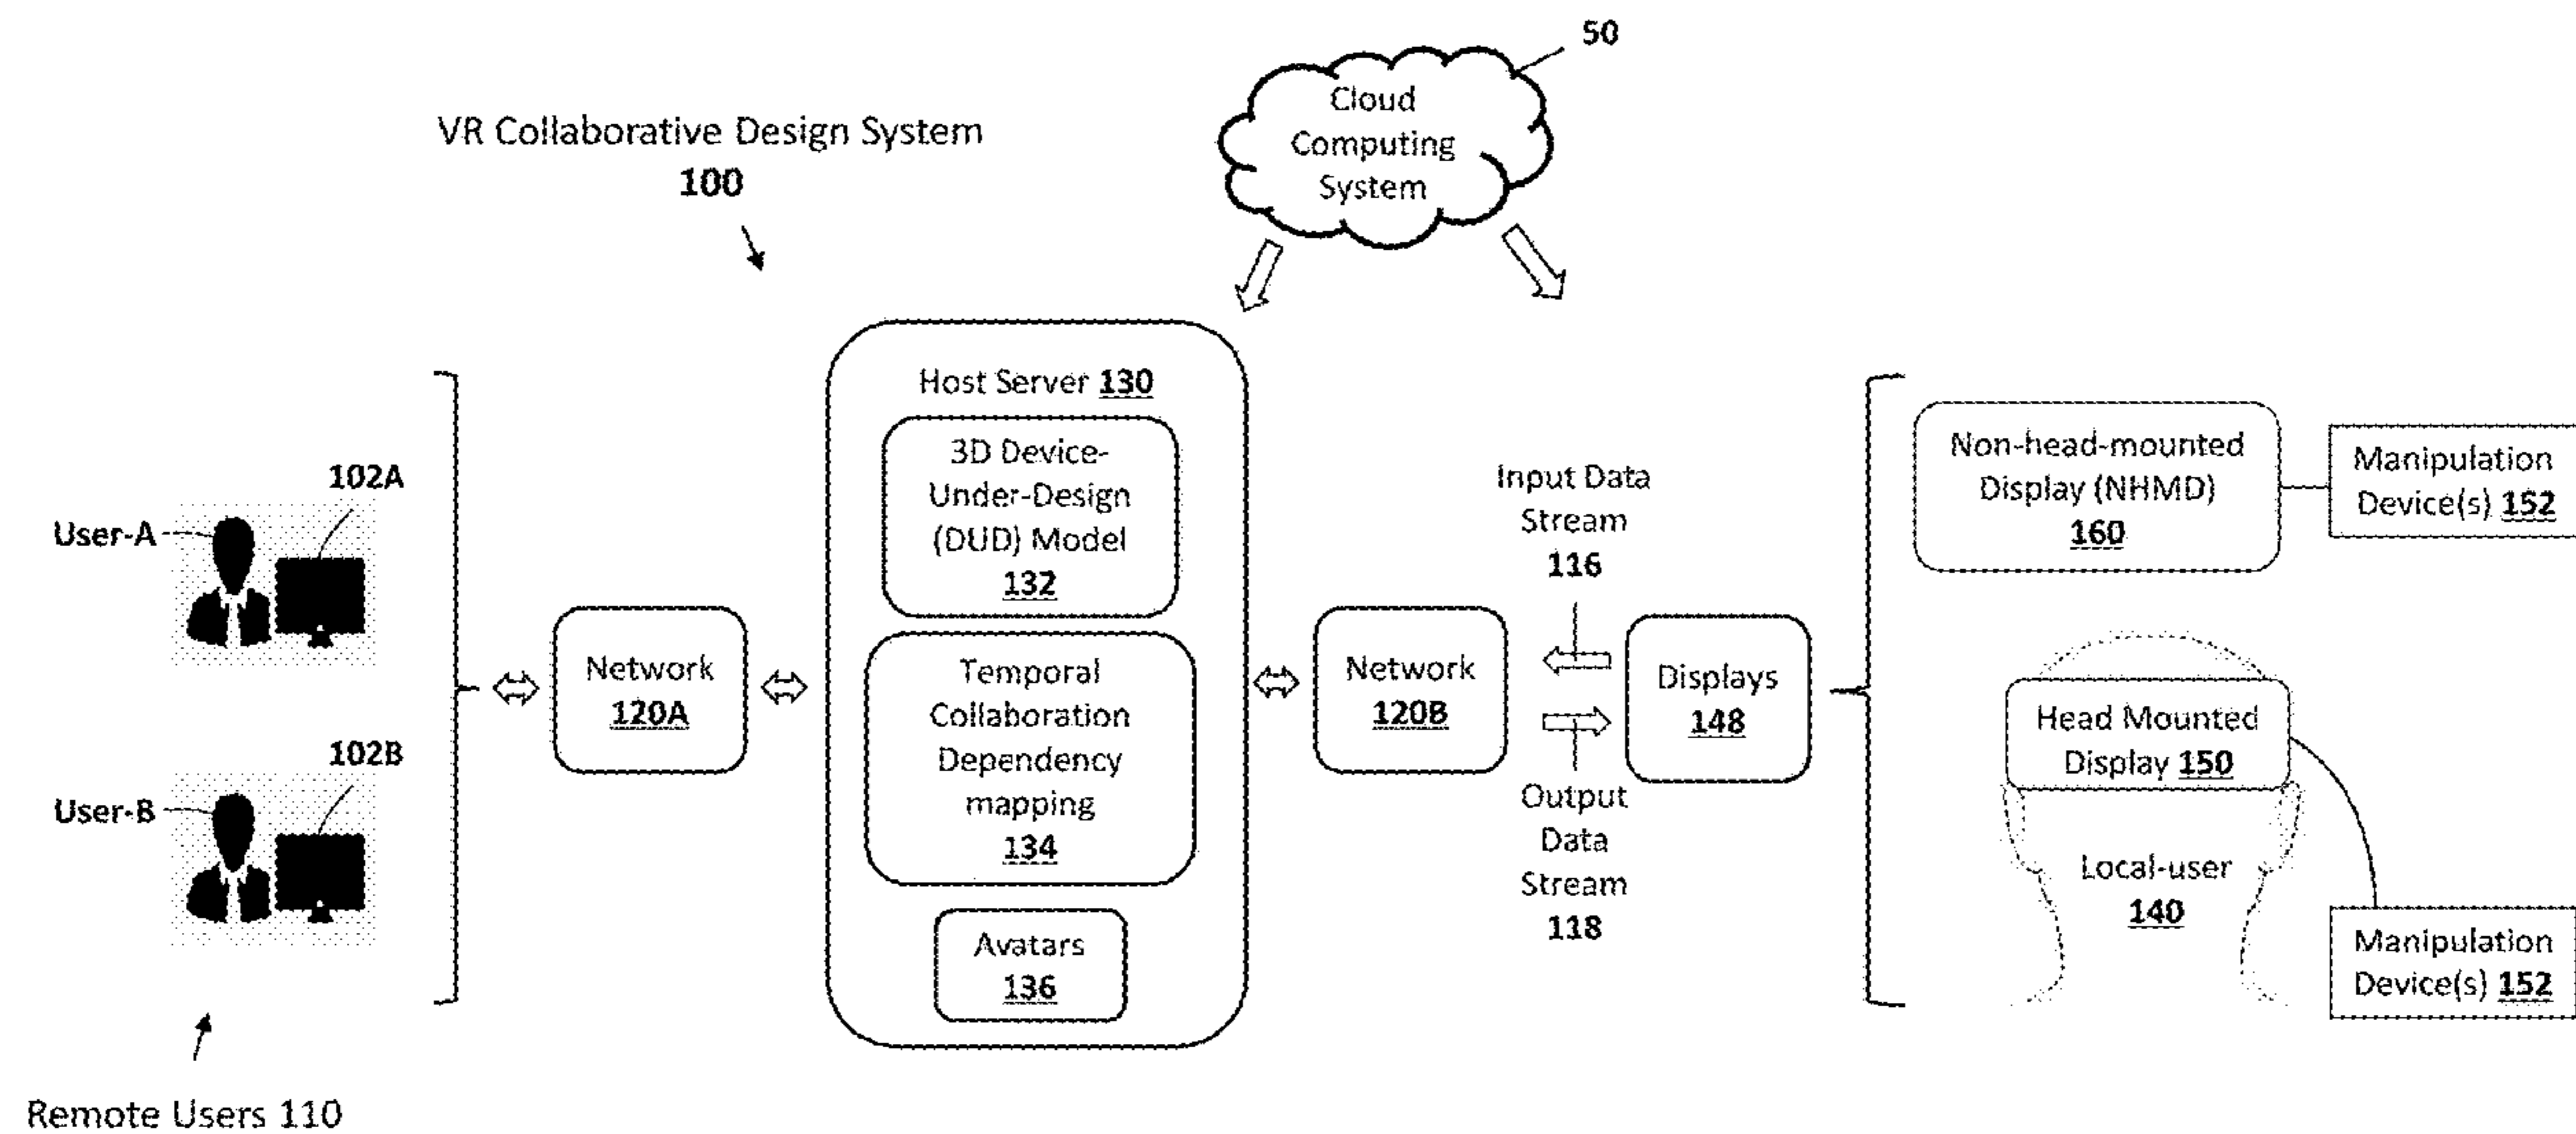 50
Cloud
Computing
System
VR Collaborative Design System
100
Host Server 130
3D Device-
Under-Design
(DUD) Model
132
Temporal
Collaboration
Dependency
mapping
134
Avatars
136
102A
User-A
102B
User-B
Remote Users 110
Network
120A
Network
120B
Input Data
Stream
116
Output
Data
Stream
118
Displays
148
Non-head-mounted
Display (NHMD)
160
Manipulation
Device(s) 152
Head Mounted
Display 150
Local-user
140
Manipulation
Device(s) 152